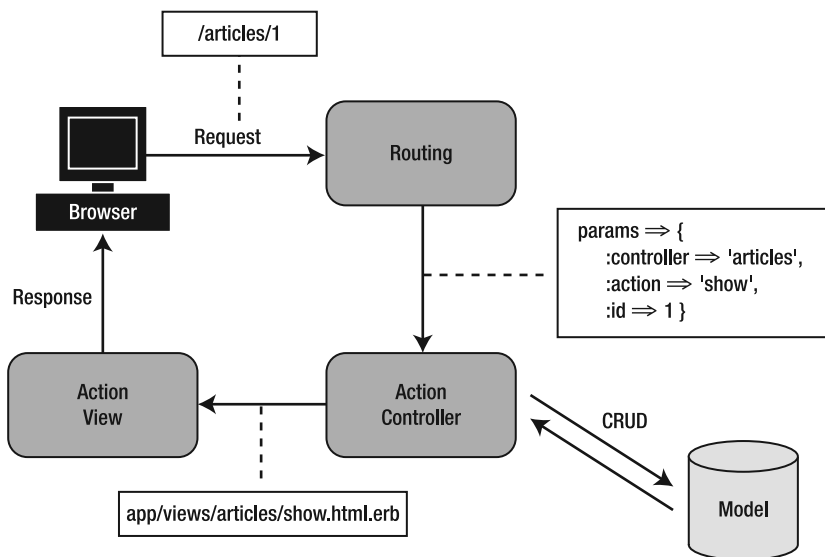 /articles/1
Request
Routing
Browser
params ⇒ {
:controller ⇒ 'articles',
:action ⇒ 'show',
:id ⇒ 1 }
Response
Action
View
Action
Controller
CRUD
app/views/articles/show.html.erb
Model